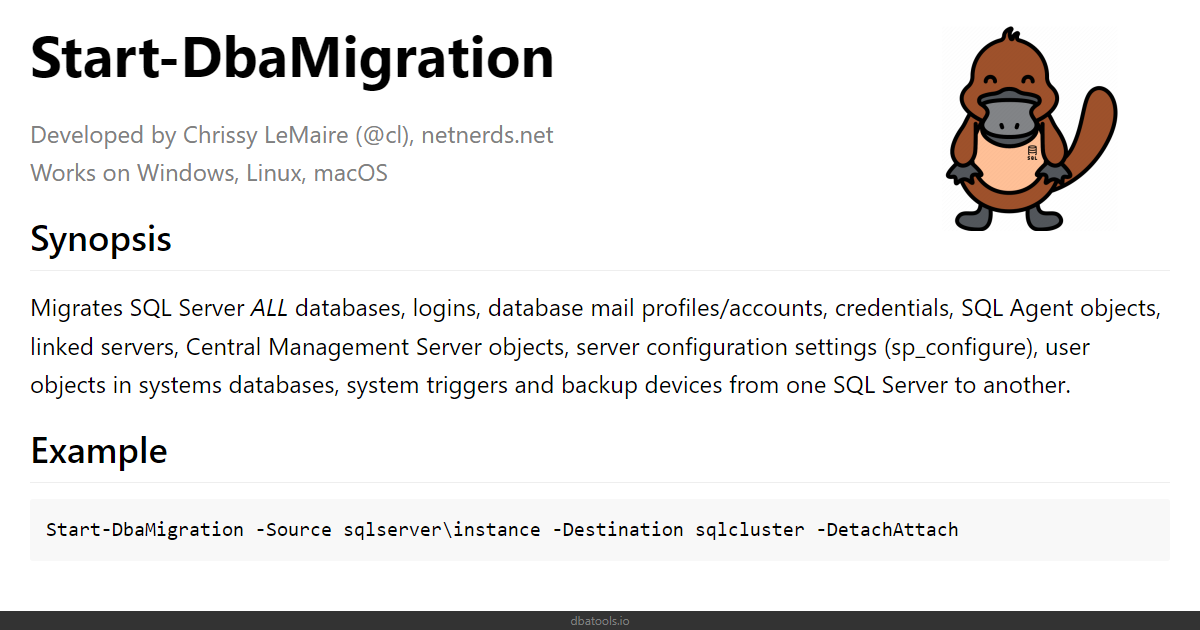 Start-DbaMigration
Developed by Chrissy LeMaire (@cl), netnerds.net
Works on Windows, Linux, macOS
SQL
Synopsis
Migrates SQL Server ALL databases, logins, database mail profiles/accounts, credentials, SQL Agent objects,
linked servers, Central Management Server objects, server configuration settings (sp_configure), user
objects in systems databases, system triggers and backup devices from one SQL Server to another.
Example
Start-DbaMigration -Source sqlserver\instance -Destination sqlcluster -DetachAttach
dbatools.io